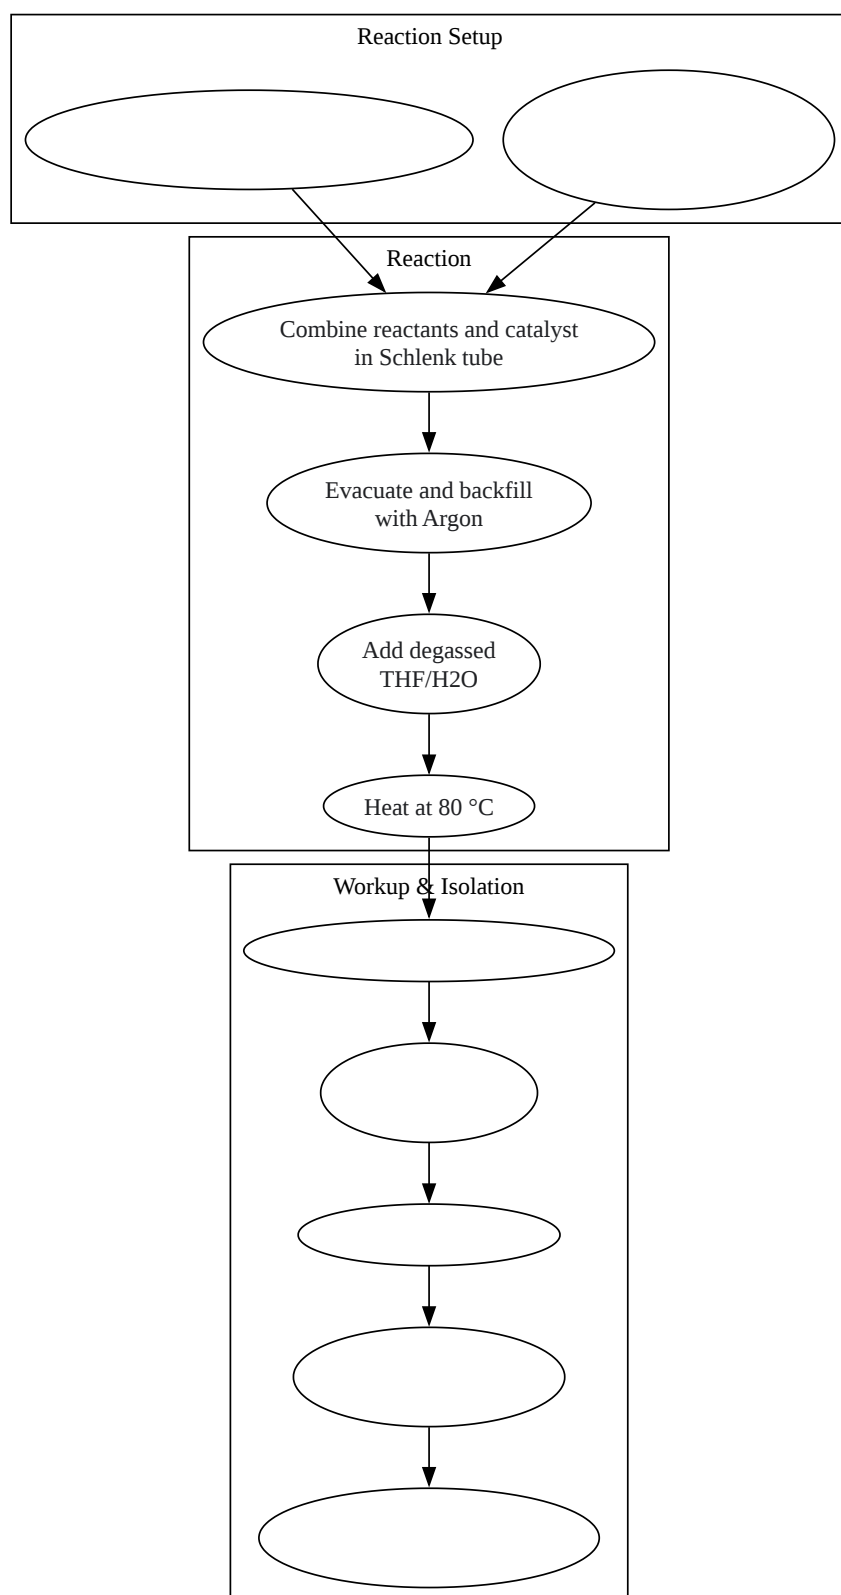 Reaction Setup
Reaction
Combine reactants and catalyst
in Schlenk tube
Evacuate and backfill
with Argon
Add degassed
THF/H2O
Heat at 80 °C
Workup & Isolation